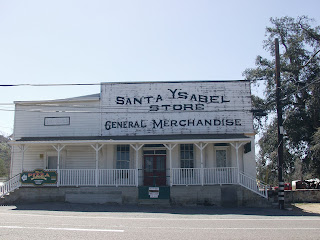 SANTA YSABEL
STORE
GENERAL MERCHANDISE